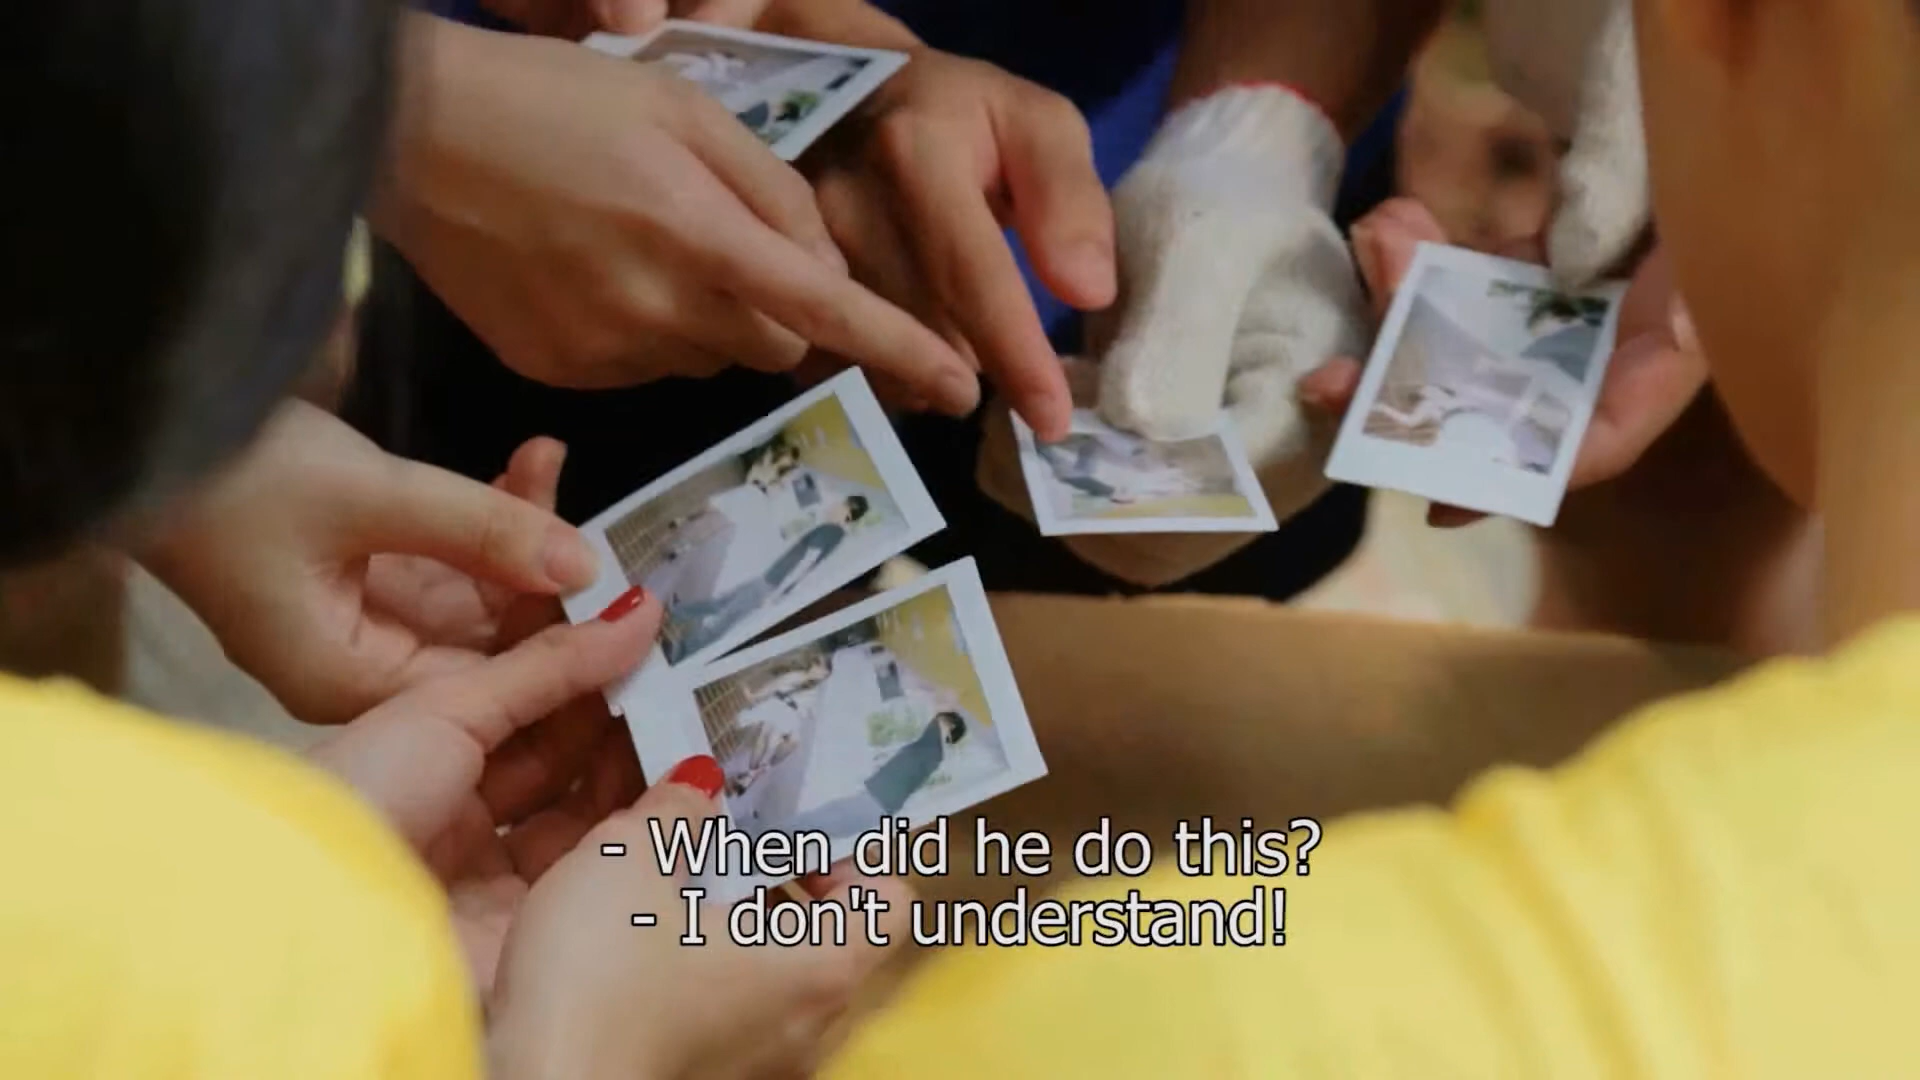 - When did he do this?
- I don't understand!